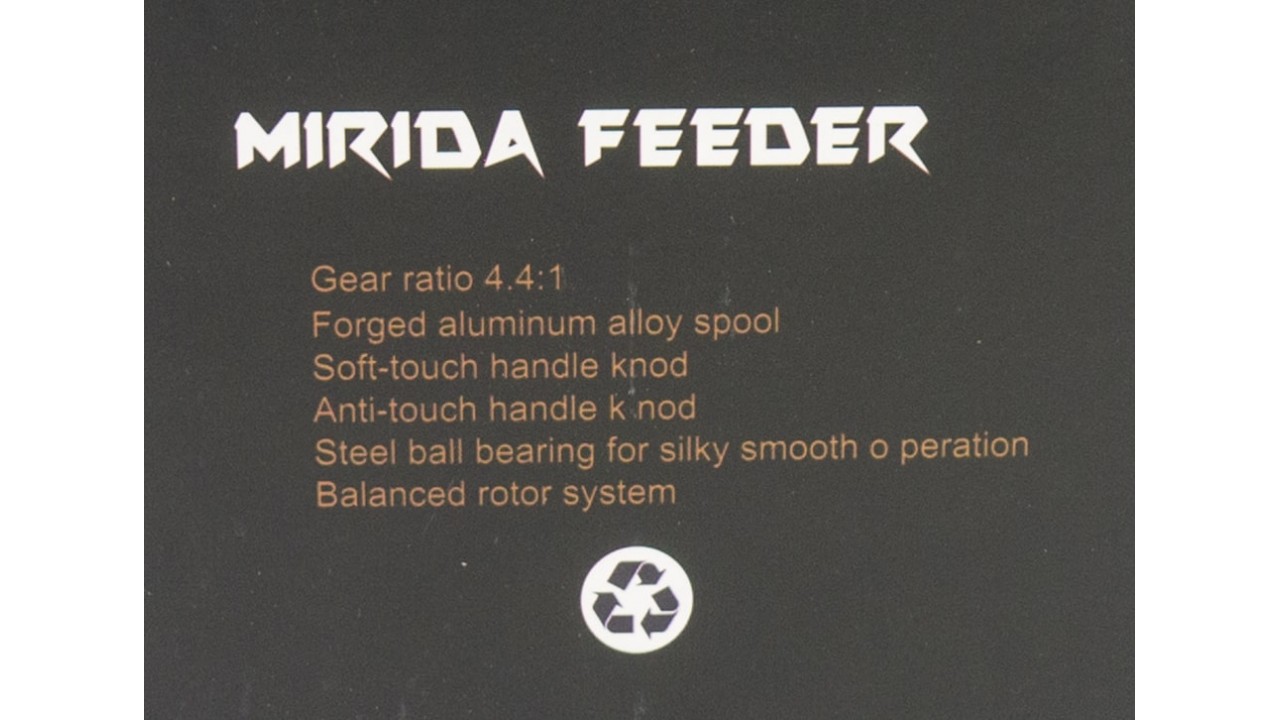 MIRIDA FEEDER
Gear ratio 4.4:1
Forged aluminum alloy spool
Soft-touch handle knod
Anti-touch handle k nod
Steel ball bearing for silky smooth o peration
Balanced rotor system